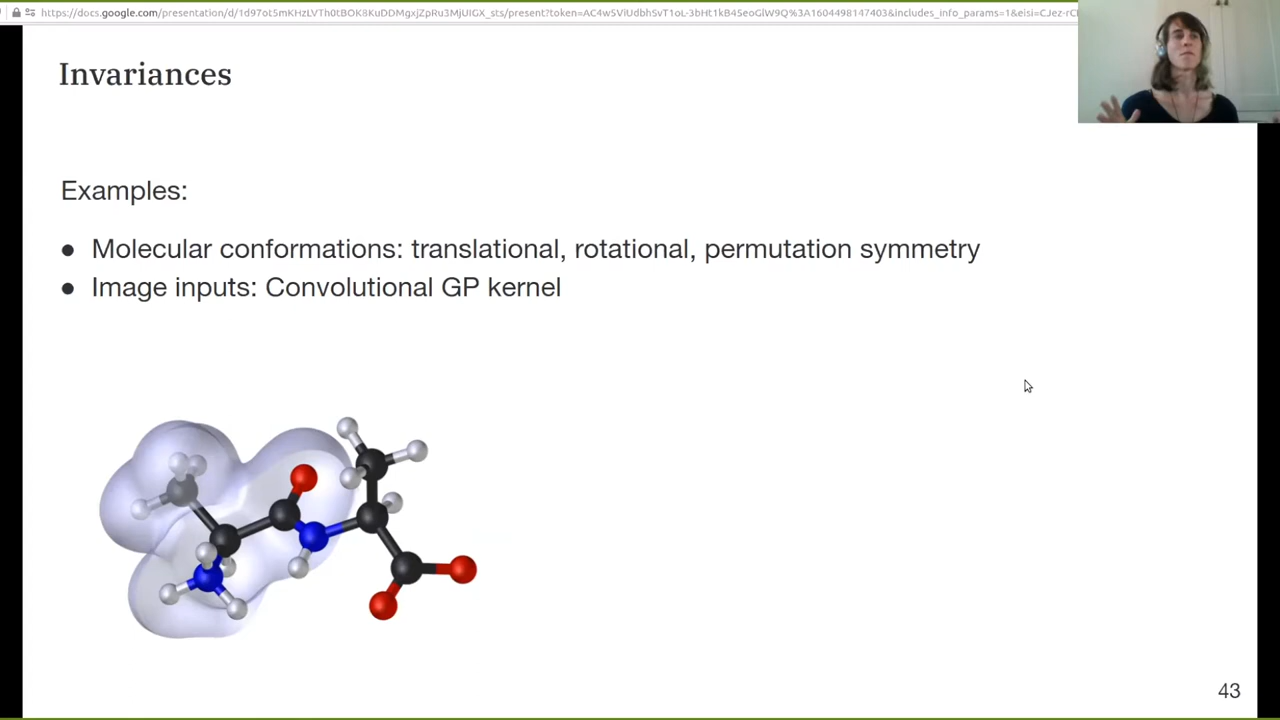 Invariances
Examples:
● Molecular conformations: translational, rotational, permutation symmetry
● Image inputs: Convolutional GP kernel
43